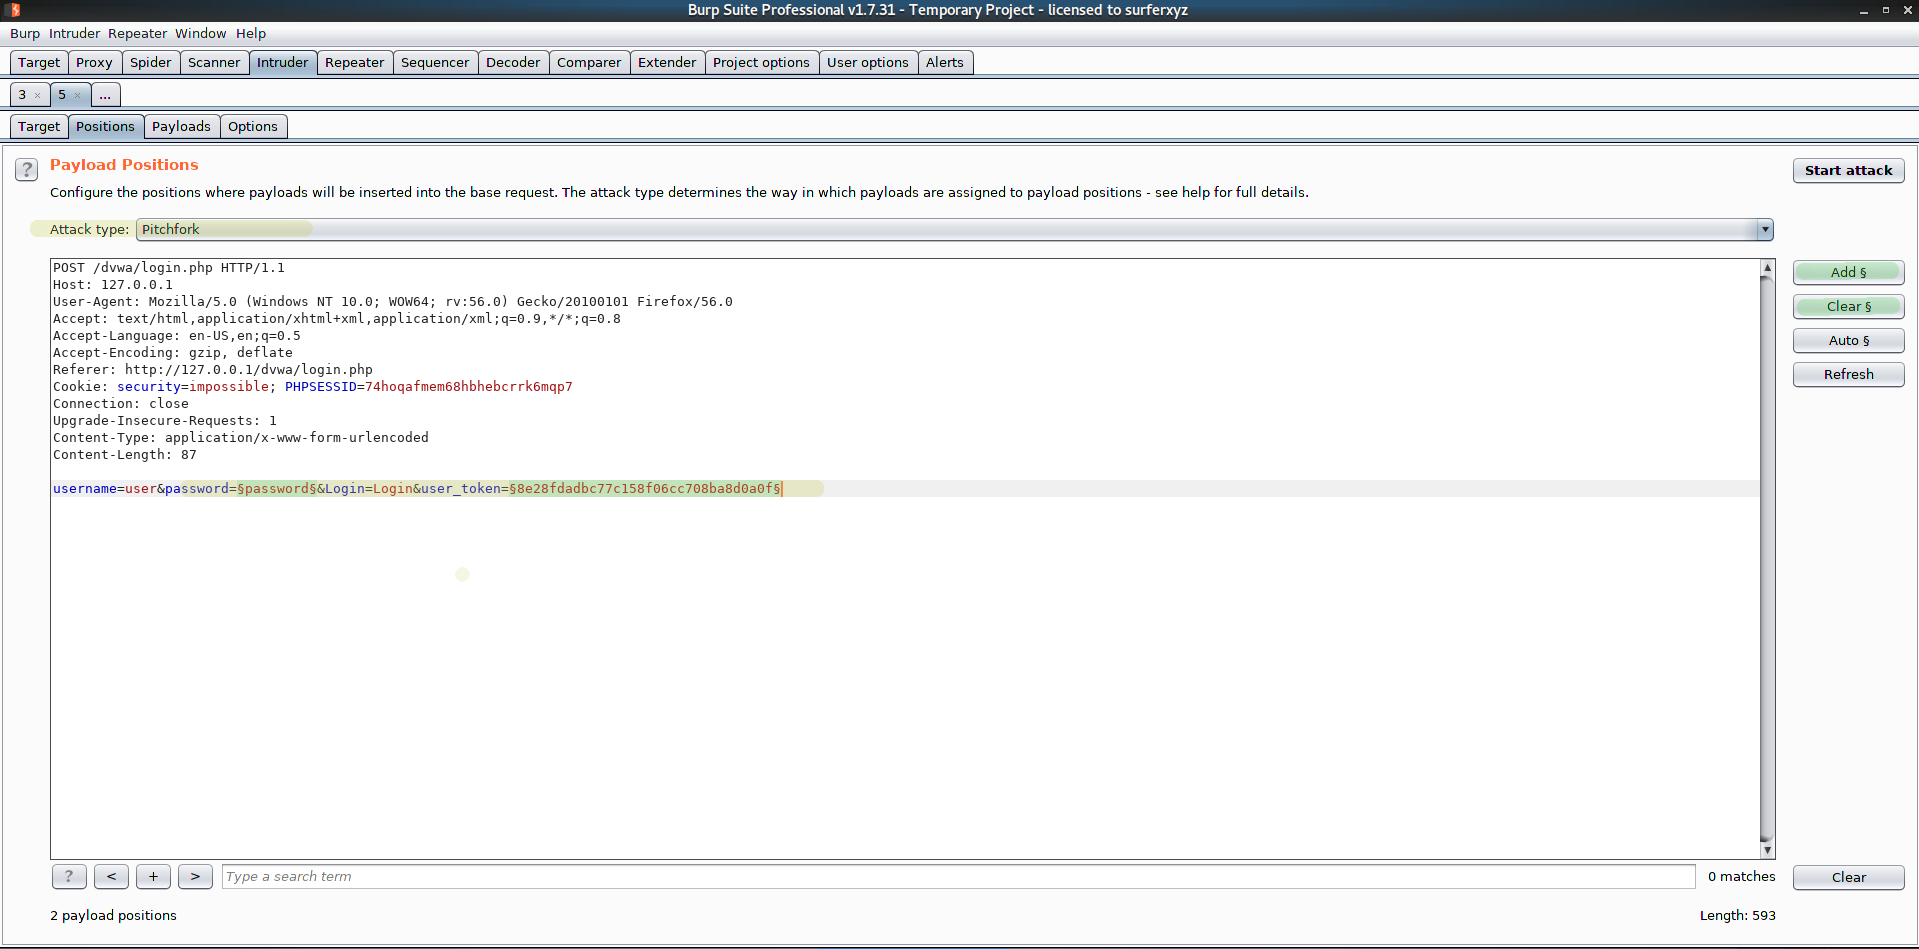 Burp Suite Professional v1.7.31 - Temporary Project - licensed to surferxyz
Burp Intruder Repeater Window Help
Target Proxy Spider Scanner Intruder Repeater Sequencer Decoder Comparer Extender Project options User options Alerts
3 × 5 × ...
Target Positions Payloads Options
? Payload Positions
Start attack
Configure the positions where payloads will be inserted into the base request. The attack type determines the way in which payloads are assigned to payload positions - see help for full details.
Attack type: Pitchfork
POST /dvwa/login.php HTTP/1.1
Host: 127.0.0.1
User-Agent: Mozilla/5.0 (Windows NT 10.0; WOW64; rv:56.0) Gecko/20100101 Firefox/56.0
Accept: text/html,application/xhtml+xml,application/xml;q=0.9,*/*;q=0.8
Accept-Language: en-US,en;q=0.5
Accept-Encoding: gzip, deflate
Referer: http://127.0.0.1/dvwa/login.php
Cookie: security=impossible; PHPSESSID=74hoqafmem68hbhebcrrk6mqp7
Connection: close
Upgrade-Insecure-Requests: 1
Content-Type: application/x-www-form-urlencoded
Content-Length: 87
username=user&password=§password§&Login=Login&user_token=§8e28fdadbc77c158f06cc708ba8d0a0f§
Add §
Clear §
Auto §
Refresh
? < + > Type a search term 0 matches Clear
2 payload positions Length: 593